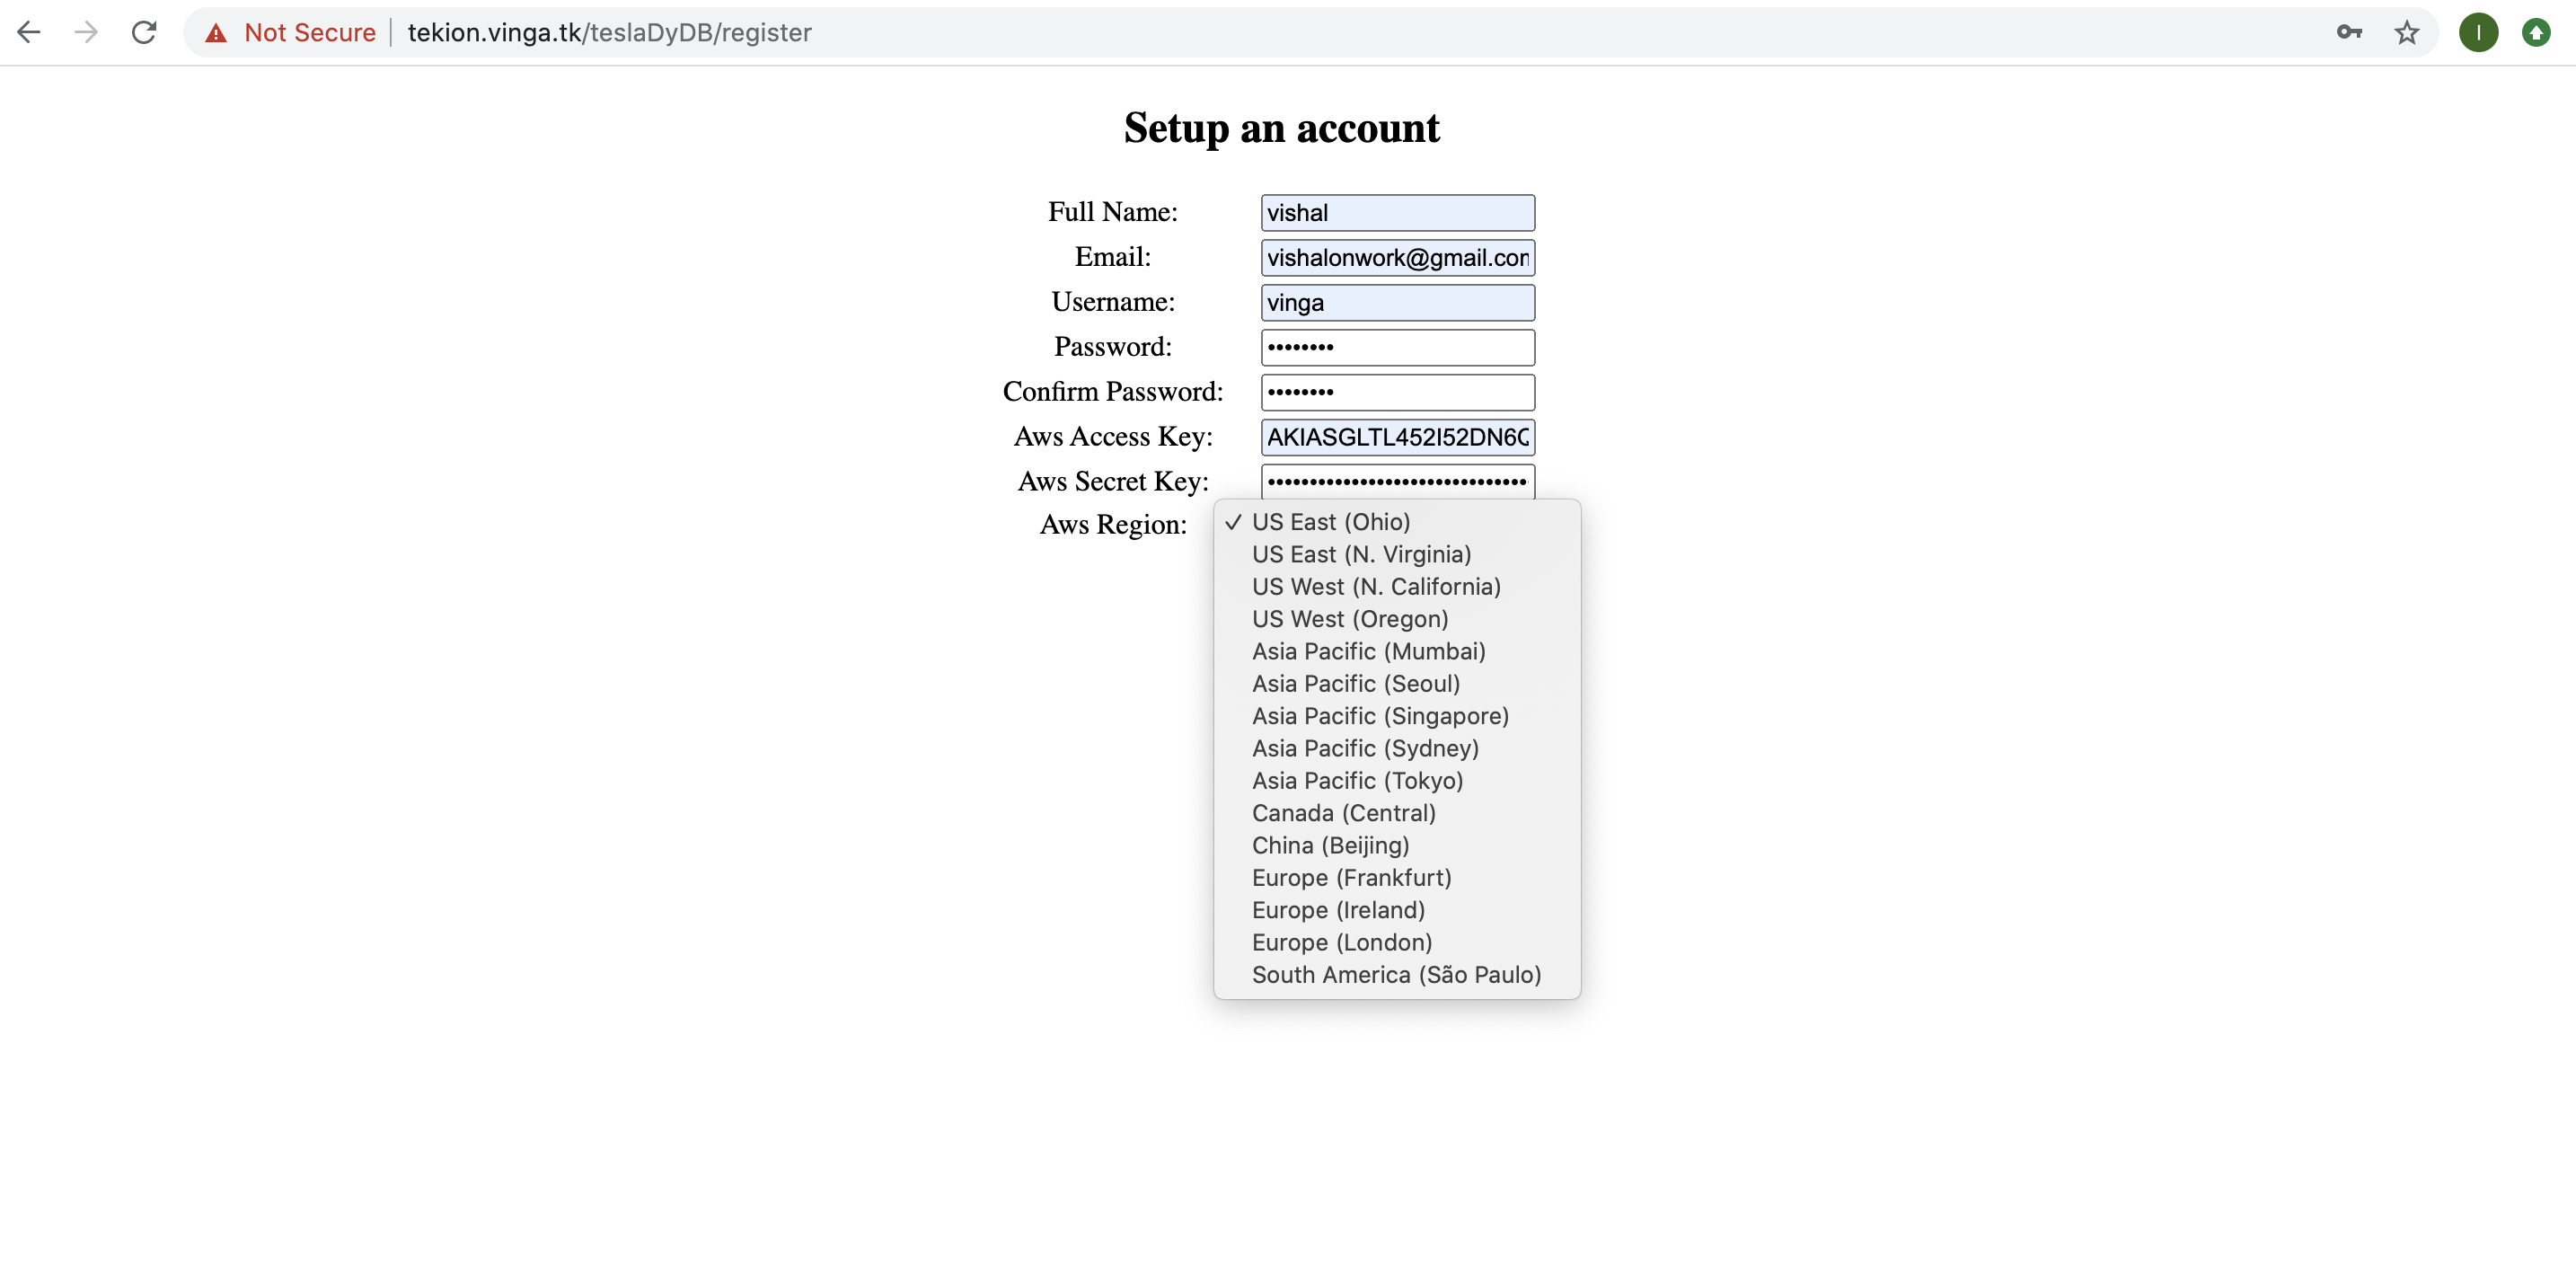 Not Secure | tekion.vinga.tk/teslaDyDB/register
I
Setup an account
Full Name: vishal
Email: vishalonwork@gmail.com
Username: vinga
Password: ••••••••
Confirm Password: ••••••••
Aws Access Key:
Aws Secret Key: •••••••••••••••••••••••••••••••
Aws Region: ✓ US East (Ohio)
US East (N. Virginia)
US West (N. California)
US West (Oregon)
Asia Pacific (Mumbai)
Asia Pacific (Seoul)
Asia Pacific (Singapore)
Asia Pacific (Sydney)
Asia Pacific (Tokyo)
Canada (Central)
China (Beijing)
Europe (Frankfurt)
Europe (Ireland)
Europe (London)
South America (São Paulo)